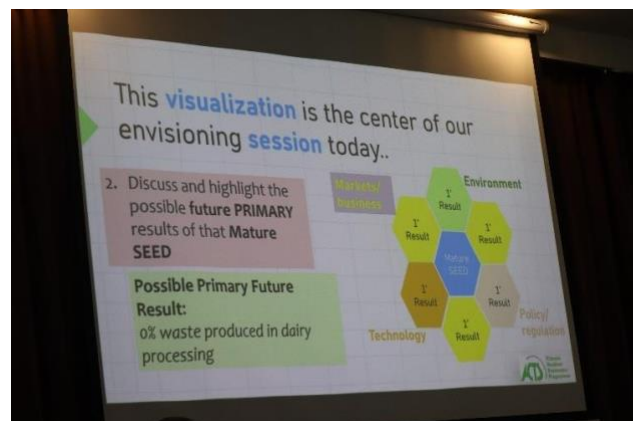 This visualization is the center of our
envisioning session today..
2. Discuss and highlight the
possible future PRIMARY
results of that Mature
SEED
Possible Primary Future
Result:
0% waste produced in dairy
processing
Markets/
business
Environment
1'
Result
1'
Result
1'
Result
Mature
SEED
1'
Result
1'
Result
Technology
1'
Result
Policy/
regulation
ACTS